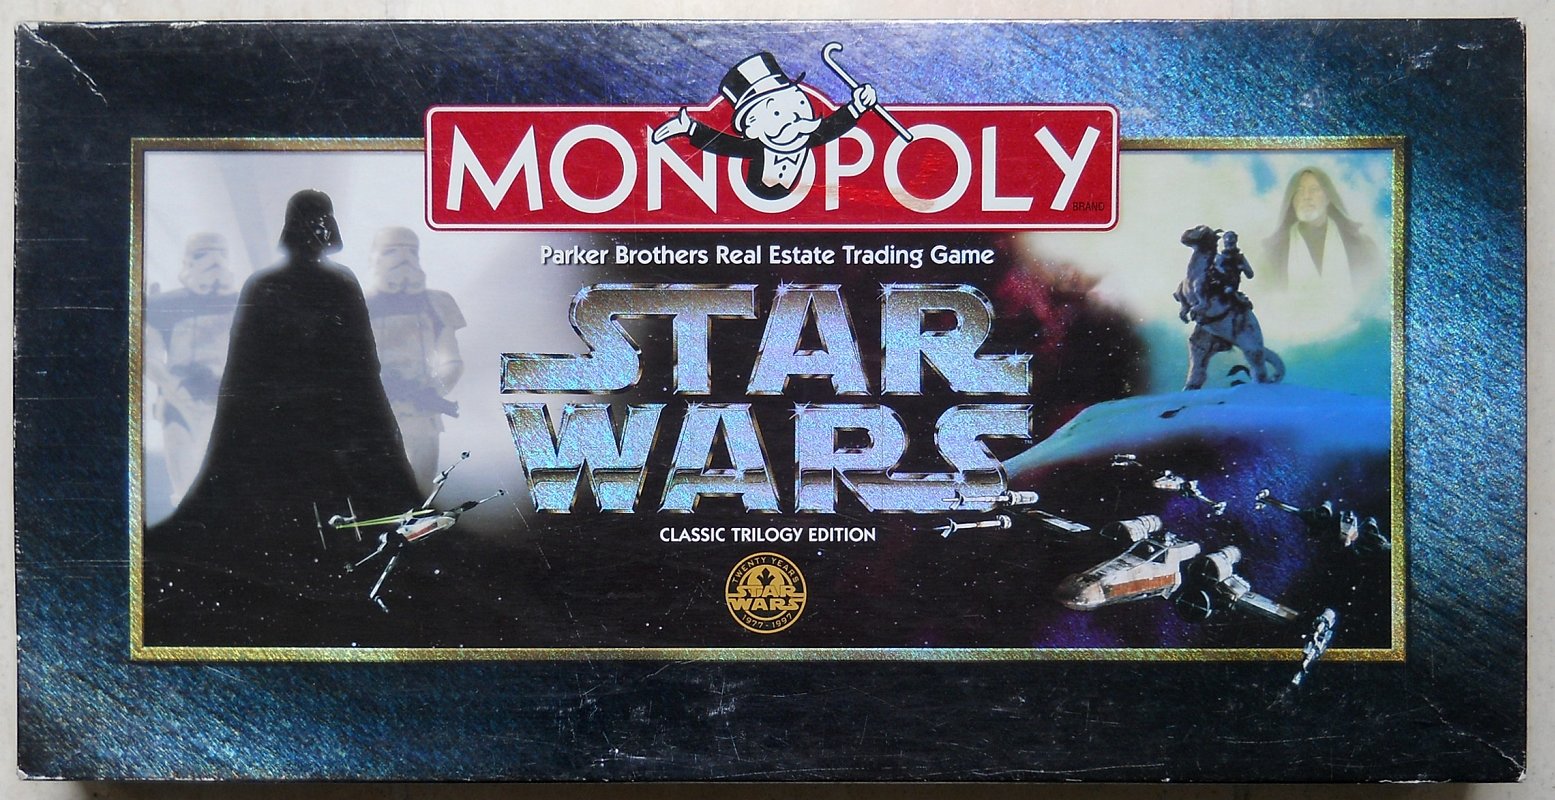 MONOPOLY
BRAND
Parker Brothers Real Estate Trading Game
STAR
WARS
TM
CLASSIC TRILOGY EDITION
TWENTY YEARS
STAR
WARS
1977-1997